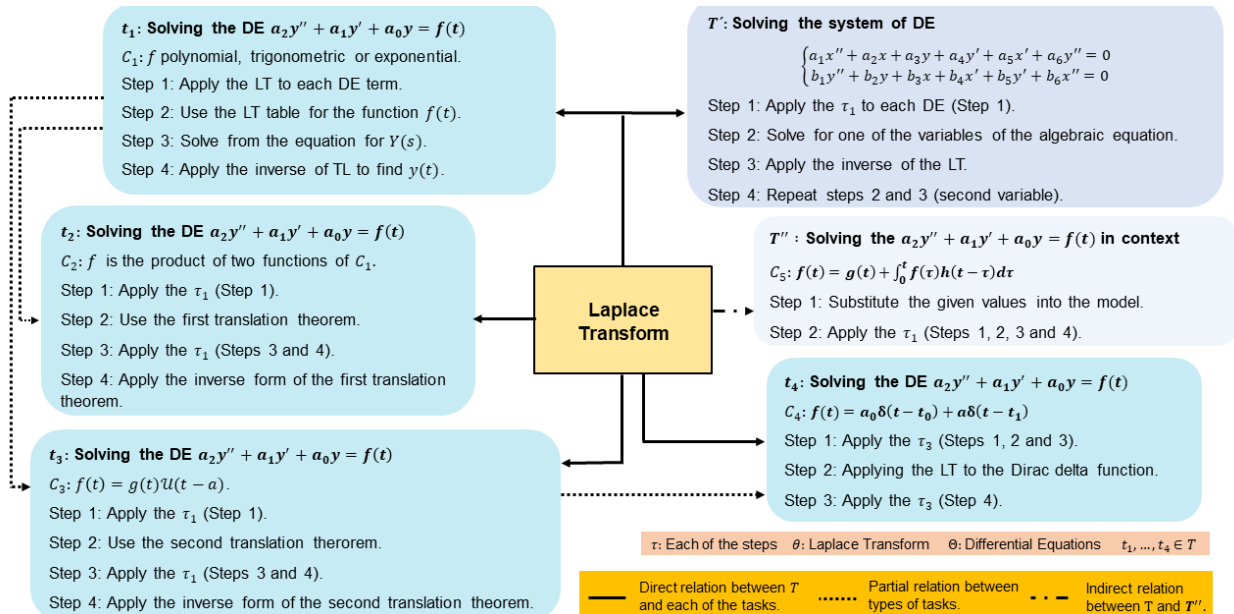 t₁: Solving the DE a₂y′′ + a₁y′ + a₀y = f(t)
C₁: f polynomial, trigonometric or exponential.
Step 1: Apply the LT to each DE term.
Step 2: Use the LT table for the function f(t).
Step 3: Solve from the equation for Y(s).
Step 4: Apply the inverse of TL to find y(t).
T′: Solving the system of DE
{a₁x′′ + a₂x + a₃y + a₄y′ + a₅x′ + a₆y′′ = 0
b₁y′′ + b₂y + b₃x + b₄x′ + b₅y′ + b₆x′′ = 0
Step 1: Apply the τ₁ to each DE (Step 1).
Step 2: Solve for one of the variables of the algebraic equation.
Step 3: Apply the inverse of the LT.
Step 4: Repeat steps 2 and 3 (second variable).
t₂: Solving the DE a₂y′′ + a₁y′ + a₀y = f(t)
C₂: f is the product of two functions of C₁.
Step 1: Apply the τ₁ (Step 1).
Step 2: Use the first translation theorem.
Step 3: Apply the τ₁ (Steps 3 and 4).
Step 4: Apply the inverse form of the first translation
theorem.
Laplace
Transform
T′′ : Solving the a₂y′′ + a₁y′ + a₀y = f(t) in context
C₅: f(t) = g(t) + ∫₀ᵗ f(τ)h(t − τ)dτ
Step 1: Substitute the given values into the model.
Step 2: Apply the τ₁ (Steps 1, 2, 3 and 4).
t₃: Solving the DE a₂y′′ + a₁y′ + a₀y = f(t)
C₃: f(t) = g(t)𝒰(t − a).
Step 1: Apply the τ₁ (Step 1).
Step 2: Use the second translation therorem.
Step 3: Apply the τ₁ (Steps 3 and 4).
Step 4: Apply the inverse form of the second translation theorem.
t₄: Solving the DE a₂y′′ + a₁y′ + a₀y = f(t)
C₄: f(t) = a₀δ(t − t₀) + aδ(t − t₁)
Step 1: Apply the τ₃ (Steps 1, 2 and 3).
Step 2: Applying the LT to the Dirac delta function.
Step 3: Apply the τ₃ (Step 4).
τ: Each of the steps θ: Laplace Transform Θ: Differential Equations t₁, ..., t₄ ∈ T
Direct relation between T
and each of the tasks.
Partial relation between
types of tasks.
Indirect relation
between T and T′′.